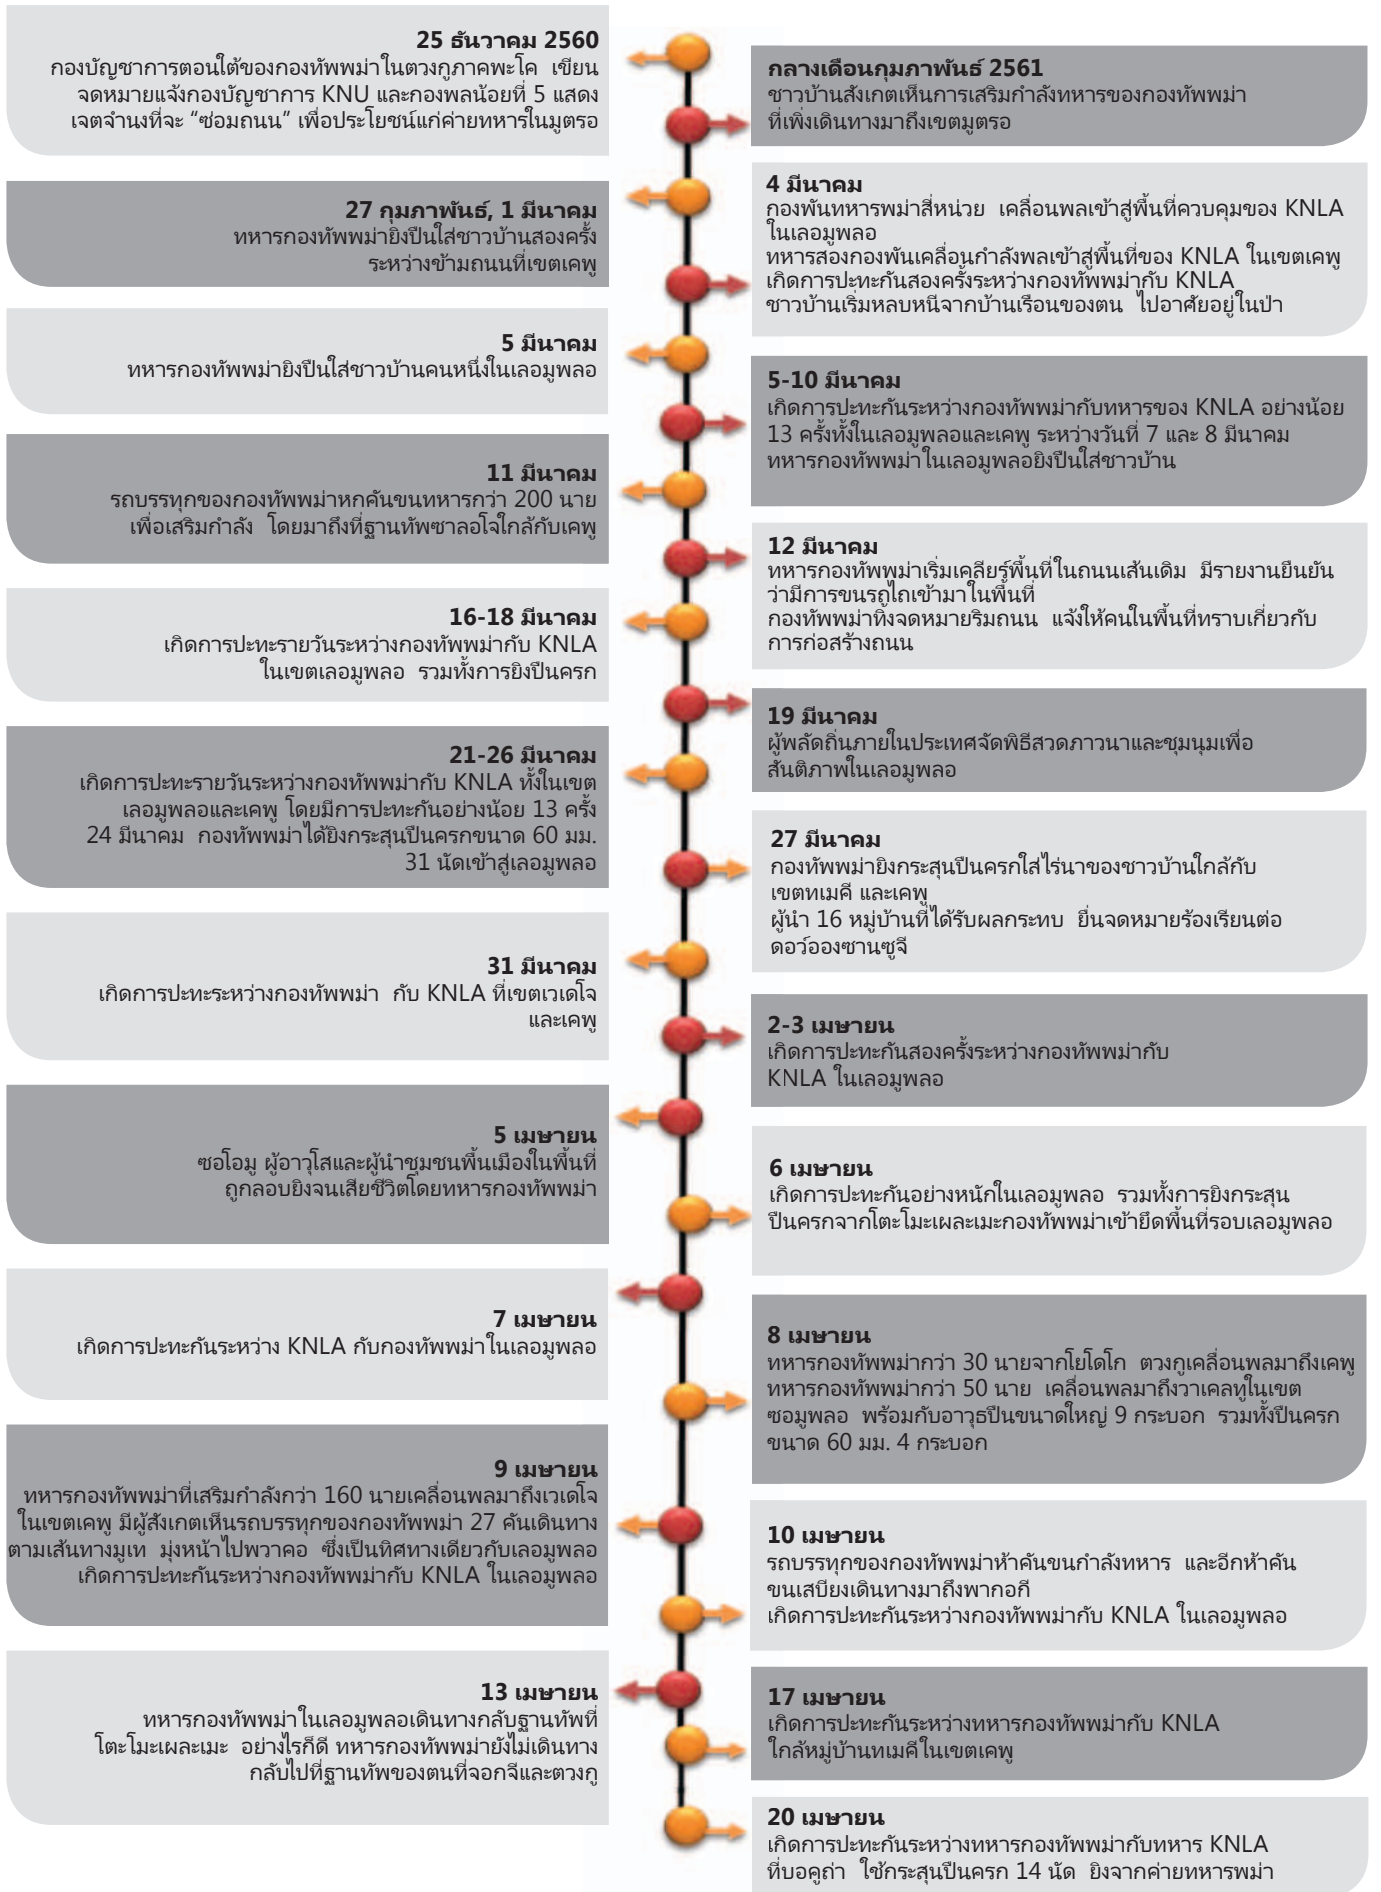 25 ธันวาคม 2560
กองบัญชาการตอนใต้ของกองทัพพม่าในตวงกูภาคพะโค เขียน
จดหมายแจ้งกองบัญชาการ KNU และกองพลน้อยที่ 5 แสดง
เจตจำนงที่จะ “ซ่อมถนน” เพื่อประโยชน์แก่ค่ายทหารในมูตรอ
กลางเดือนกุมภาพันธ์ 2561
ชาวบ้านสังเกตเห็นการเสริมกำลังทหารของกองทัพพม่า
ที่เพิ่งเดินทางมาถึงเขตมูตรอ
27 กุมภาพันธ์, 1 มีนาคม
ทหารกองทัพพม่ายิงปืนใส่ชาวบ้านสองครั้ง
ระหว่างข้ามถนนที่เขตเคพู
4 มีนาคม
กองพันทหารพม่าสี่หน่วย เคลื่อนพลเข้าสู่พื้นที่ควบคุมของ KNLA
ในเลอมูพลอ
ทหารสองกองพันเคลื่อนกำลังพลเข้าสู่พื้นที่ของ KNLA ในเขตเคพู
เกิดการปะทะกันสองครั้งระหว่างกองทัพพม่ากับ KNLA
ชาวบ้านเริ่มหลบหนีจากบ้านเรือนของตน ไปอาศัยอยู่ในป่า
5 มีนาคม
ทหารกองทัพพม่ายิงปืนใส่ชาวบ้านคนหนึ่งในเลอมูพลอ
5-10 มีนาคม
เกิดการปะทะกันระหว่างกองทัพพม่ากับทหารของ KNLA อย่างน้อย
13 ครั้งทั้งในเลอมูพลอและเคพู ระหว่างวันที่ 7 และ 8 มีนาคม
ทหารกองทัพพม่าในเลอมูพลอยิงปืนใส่ชาวบ้าน
11 มีนาคม
รถบรรทุกของกองทัพพม่าหกคันขนทหารกว่า 200 นาย
เพื่อเสริมกำลัง โดยมาถึงที่ฐานทัพซาลอโจใกล้กับเคพู
12 มีนาคม
ทหารกองทัพพม่าเริ่มเคลียร์พื้นที่ในถนนเส้นเดิม มีรายงานยืนยัน
ว่ามีการขนรถไถเข้ามาในพื้นที่
กองทัพพม่าทิ้งจดหมายริมถนน แจ้งให้คนในพื้นที่ทราบเกี่ยวกับ
การก่อสร้างถนน
16-18 มีนาคม
เกิดการปะทะรายวันระหว่างกองทัพพม่ากับ KNLA
ในเขตเลอมูพลอ รวมทั้งการยิงปืนครก
19 มีนาคม
ผู้พลัดถิ่นภายในประเทศจัดพิธีสวดภาวนาและชุมนุมเพื่อ
สันติภาพในเลอมูพลอ
21-26 มีนาคม
เกิดการปะทะรายวันระหว่างกองทัพพม่ากับ KNLA ทั้งในเขต
เลอมูพลอและเคพู โดยมีการปะทะกันอย่างน้อย 13 ครั้ง
24 มีนาคม กองทัพพม่าได้ยิงกระสุนปืนครกขนาด 60 มม.
31 นัดเข้าสู่เลอมูพลอ
27 มีนาคม
กองทัพพม่ายิงกระสุนปืนครกใส่ไร่นาของชาวบ้านใกล้กับ
เขตทเมคี และเคพู
ผู้นำ 16 หมู่บ้านที่ได้รับผลกระทบ ยื่นจดหมายร้องเรียนต่อ
ดอว์อองซานซูจี
31 มีนาคม
เกิดการปะทะระหว่างกองทัพพม่า กับ KNLA ที่เขตเวเดโจ
และเคพู
2-3 เมษายน
เกิดการปะทะกันสองครั้งระหว่างกองทัพพม่ากับ
KNLA ในเลอมูพลอ
5 เมษายน
ซอโอมู ผู้อาวุโสและผู้นำชุมชนพื้นเมืองในพื้นที่
ถูกลอบยิงจนเสียชีวิตโดยทหารกองทัพพม่า
6 เมษายน
เกิดการปะทะกันอย่างหนักในเลอมูพลอ รวมทั้งการยิงกระสุน
ปืนครกจากโตะโมะเผละเมะกองทัพพม่าเข้ายึดพื้นที่รอบเลอมูพลอ
7 เมษายน
เกิดการปะทะกันระหว่าง KNLA กับกองทัพพม่าในเลอมูพลอ
8 เมษายน
ทหารกองทัพพม่ากว่า 30 นายจากโยโดโก ตวงกูเคลื่อนพลมาถึงเคพู
ทหารกองทัพพม่ากว่า 50 นาย เคลื่อนพลมาถึงวาเคลทูในเขต
ซอมูพลอ พร้อมกับอาวุธปืนขนาดใหญ่ 9 กระบอก รวมทั้งปืนครก
ขนาด 60 มม. 4 กระบอก
9 เมษายน
ทหารกองทัพพม่าที่เสริมกำลังกว่า 160 นายเคลื่อนพลมาถึงเวเดโจ
ในเขตเคพู มีผู้สังเกตเห็นรถบรรทุกของกองทัพพม่า 27 คันเดินทาง
ตามเส้นทางมูเท มุ่งหน้าไปพวาคอ ซึ่งเป็นทิศทางเดียวกับเลอมูพลอ
เกิดการปะทะกันระหว่างกองทัพพม่ากับ KNLA ในเลอมูพลอ
10 เมษายน
รถบรรทุกของกองทัพพม่าห้าคันขนกำลังทหาร และอีกห้าคัน
ขนเสบียงเดินทางมาถึงพากอกี
เกิดการปะทะกันระหว่างกองทัพพม่ากับ KNLA ในเลอมูพลอ
13 เมษายน
ทหารกองทัพพม่าในเลอมูพลอเดินทางกลับฐานทัพที่
โตะโมะเผละเมะ อย่างไรก็ดี ทหารกองทัพพม่ายังไม่เดินทาง
กลับไปที่ฐานทัพของตนที่จอกจีและตวงกู
17 เมษายน
เกิดการปะทะกันระหว่างทหารกองทัพพม่ากับ KNLA
ใกล้หมู่บ้านทเมคีในเขตเคพู
20 เมษายน
เกิดการปะทะกันระหว่างทหารกองทัพพม่ากับทหาร KNLA
ที่บอคูถ่า ใช้กระสุนปืนครก 14 นัด ยิงจากค่ายทหารพม่า